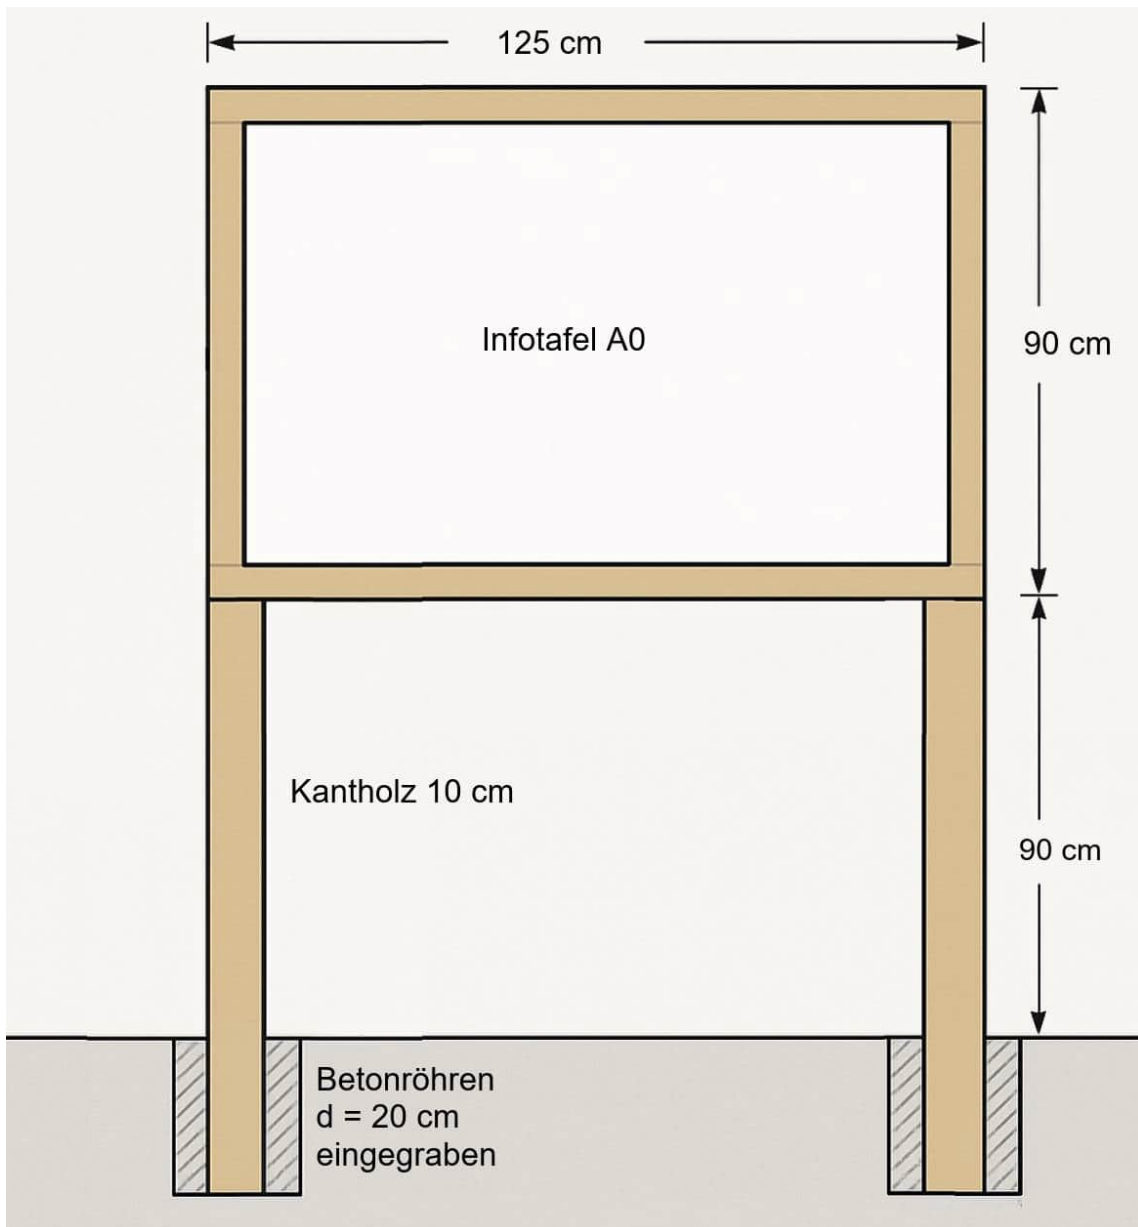 125 cm
Infotafel A0
90 cm
Kantholz 10 cm
90 cm
Betonröhren
d = 20 cm
eingegraben